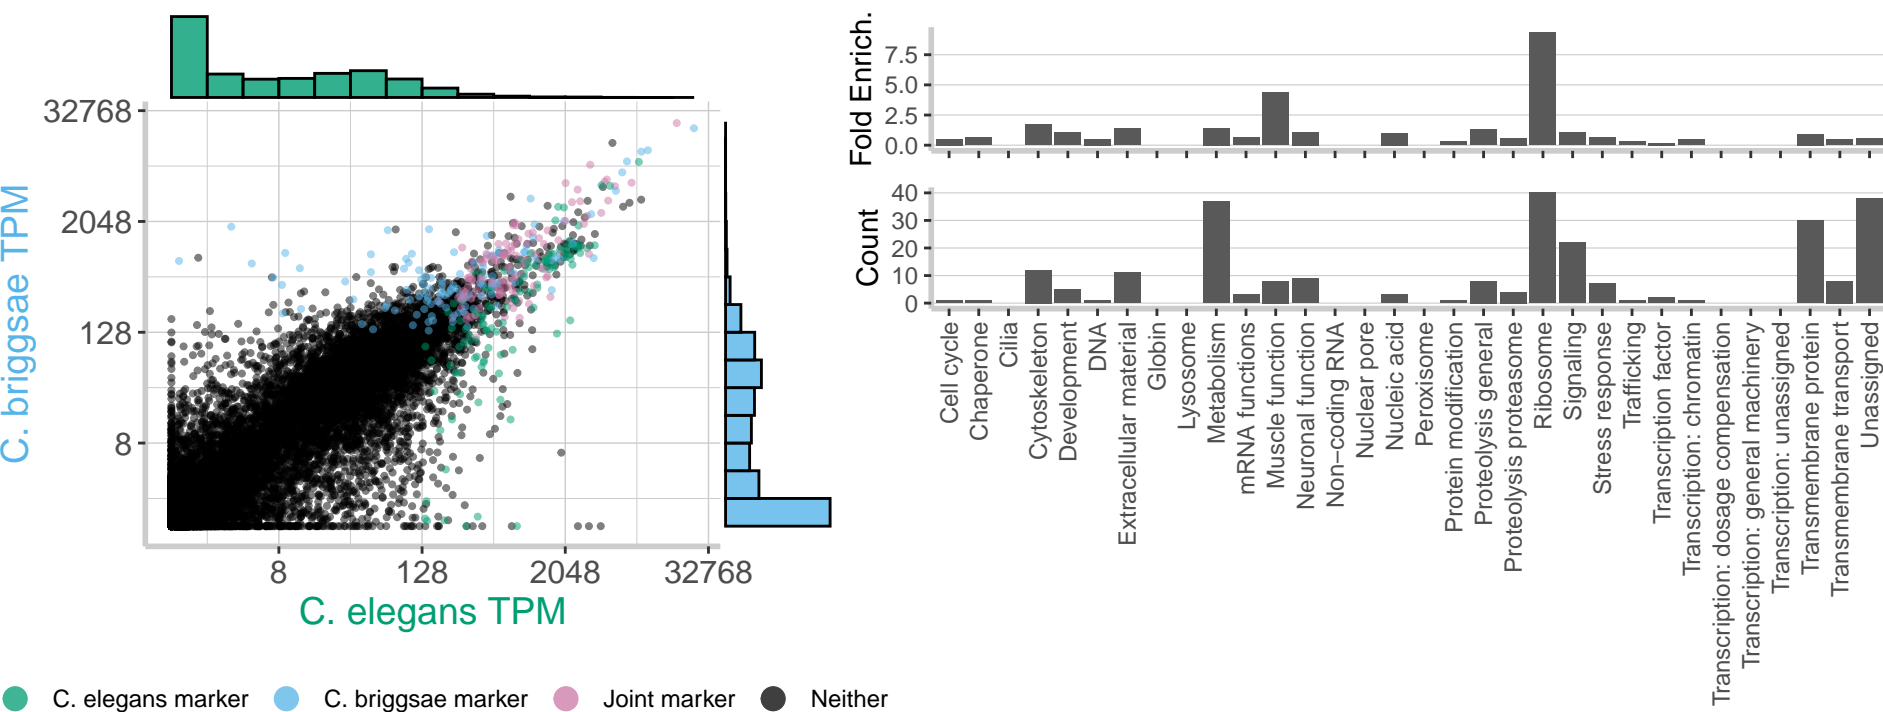 32768
2048
128
8
C. briggsae TPM
8
128
2048
32768
C. elegans TPM
C. elegans marker
C. briggsae marker
Joint marker
Neither
Fold Enrich.
7.5
5.0
2.5
0.0
Count
40
30
20
10
0
Cell cycle
Chaperone
Cilia
Cytoskeleton
Development
DNA
Extracellular material
Globin
Lysosome
Metabolism
mRNA functions
Muscle function
Neuronal function
Non−coding RNA
Nuclear pore
Nucleic acid
Peroxisome
Protein modification
Proteolysis general
Proteolysis proteasome
Ribosome
Signaling
Stress response
Trafficking
Transcription factor
Transcription: chromatin
Transcription: dosage compensation
Transcription: general machinery
Transcription: unassigned
Transmembrane protein
Transmembrane transport
Unassigned